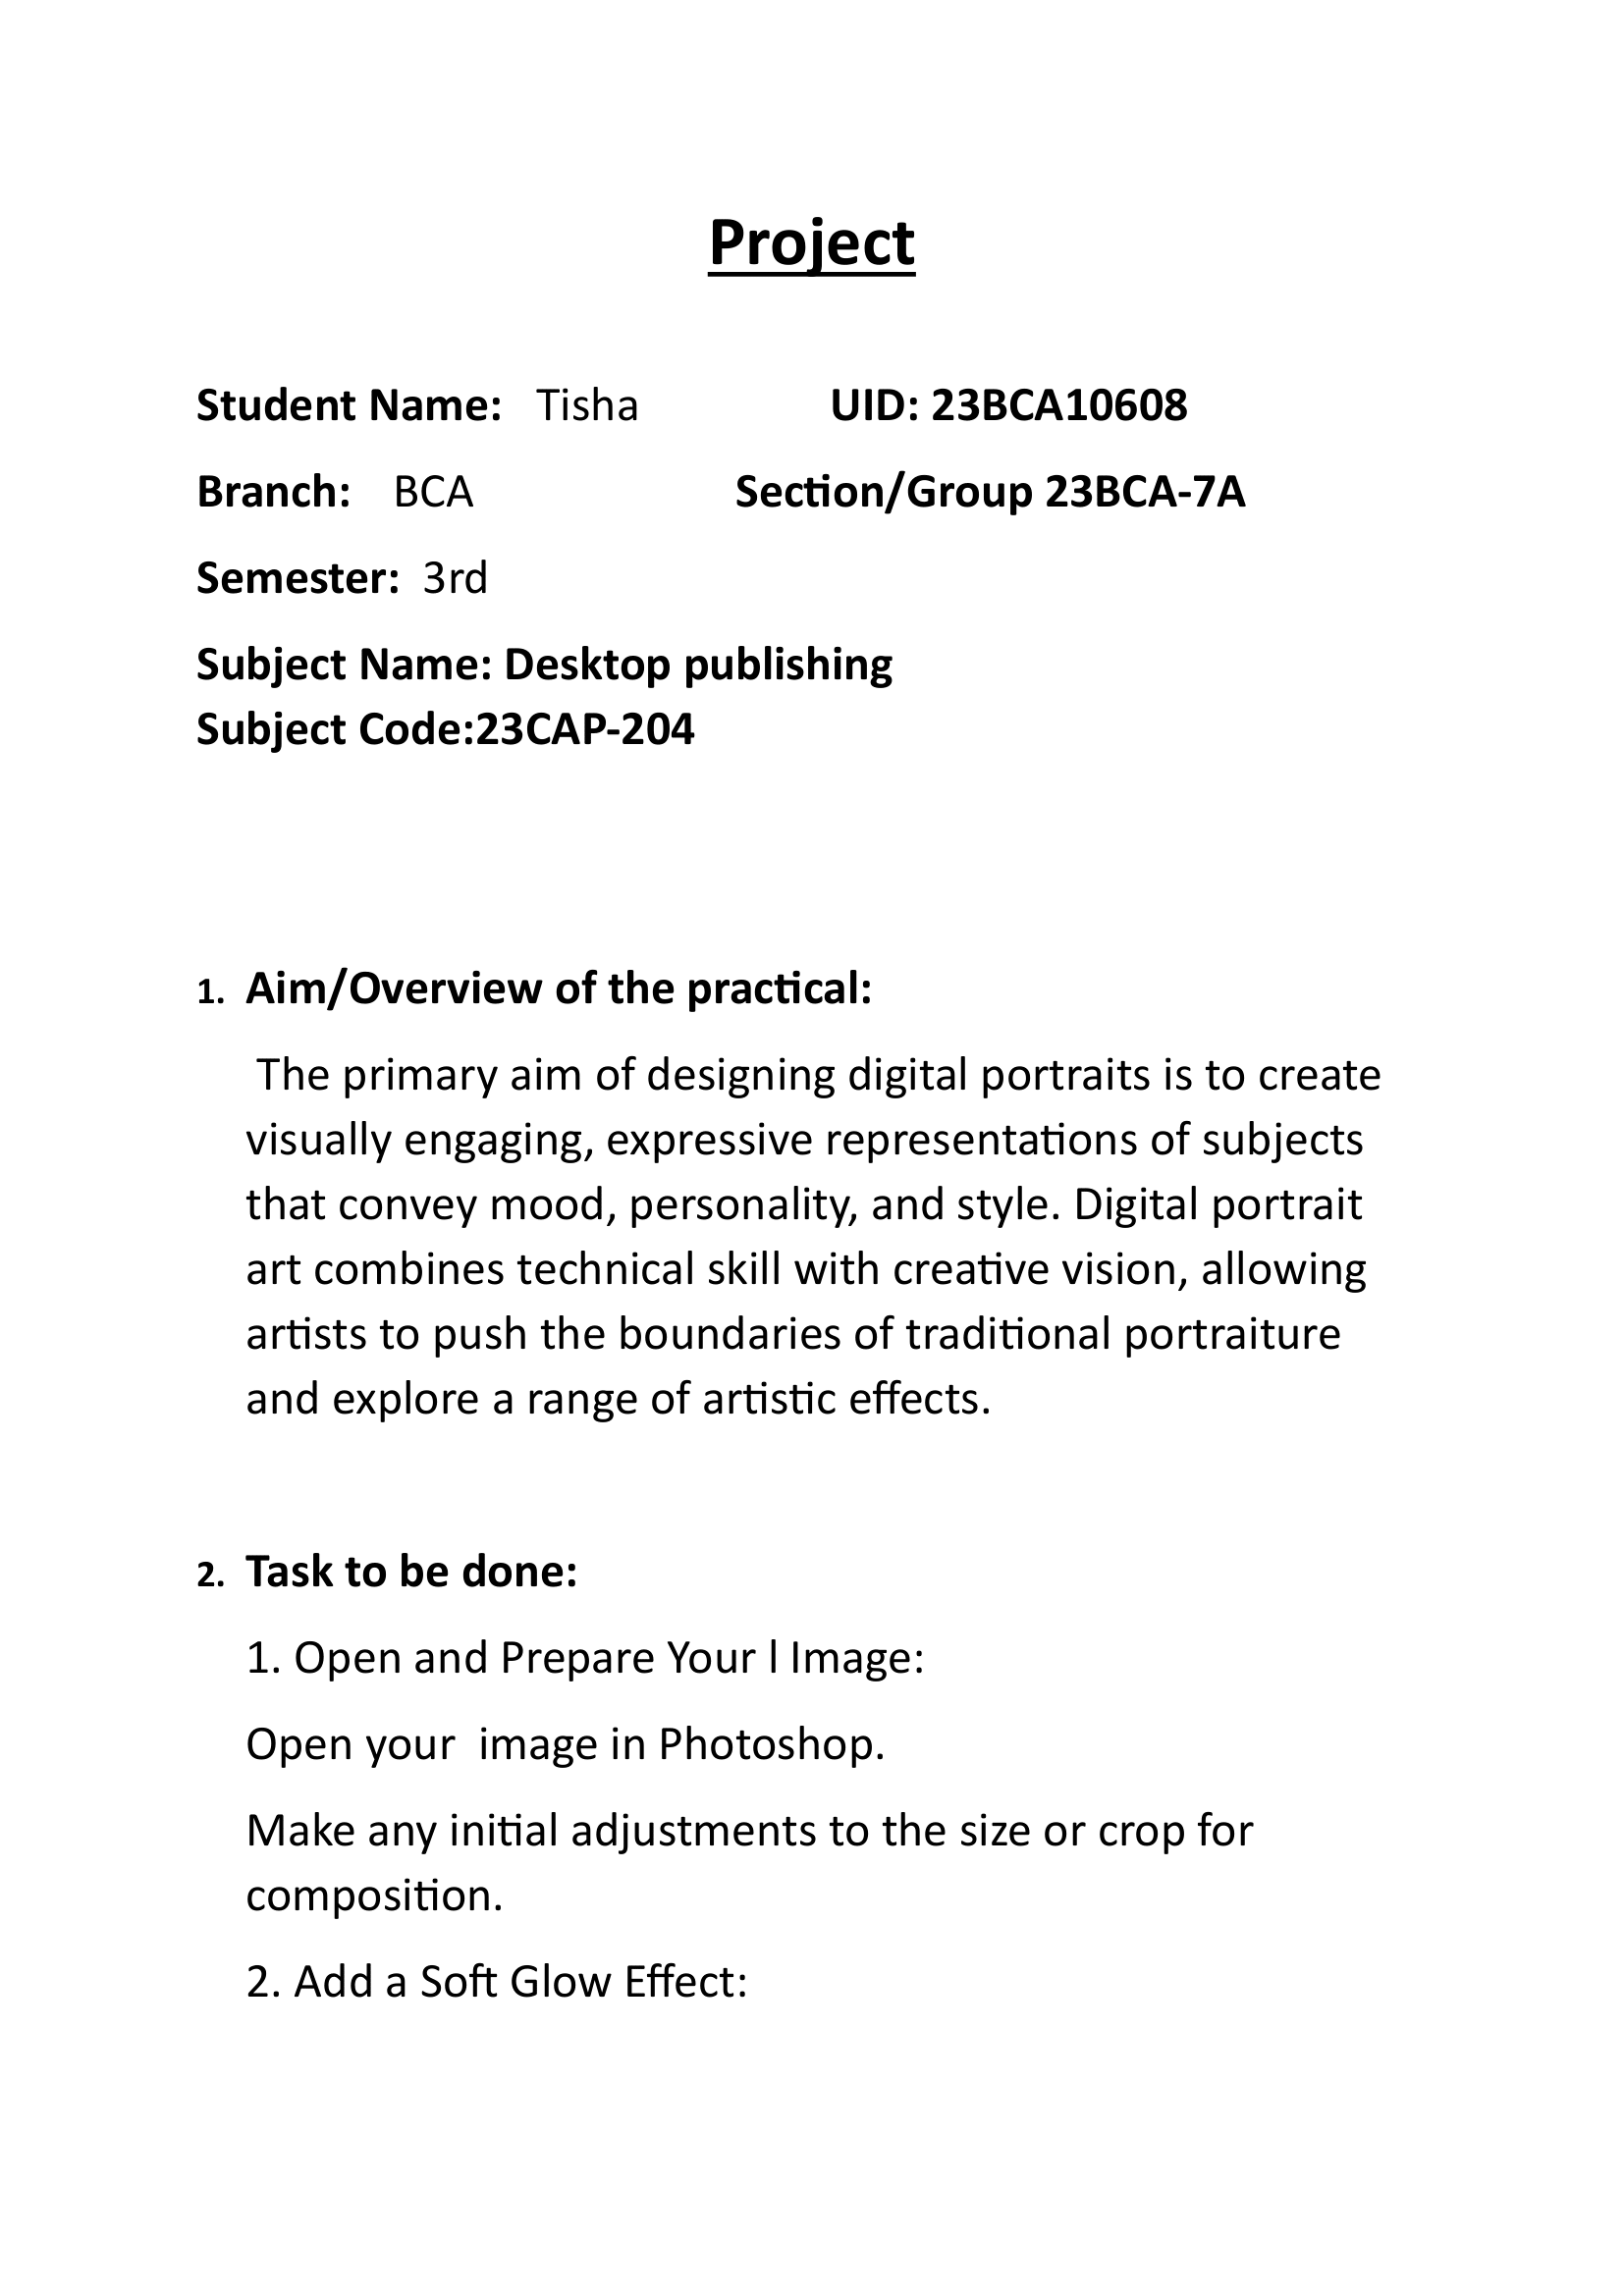 Project
Student Name: Tisha UID: 23BCA10608
Branch: BCA Section/Group 23BCA-7A
Semester: 3rd
Subject Name: Desktop publishing
Subject Code:23CAP-204
1. Aim/Overview of the practical:
The primary aim of designing digital portraits is to create
visually engaging, expressive representations of subjects
that convey mood, personality, and style. Digital portrait
art combines technical skill with creative vision, allowing
artists to push the boundaries of traditional portraiture
and explore a range of artistic effects.
2. Task to be done:
1. Open and Prepare Your l Image:
Open your  image in Photoshop.
Make any initial adjustments to the size or crop for
composition.
2. Add a Soft Glow Effect: